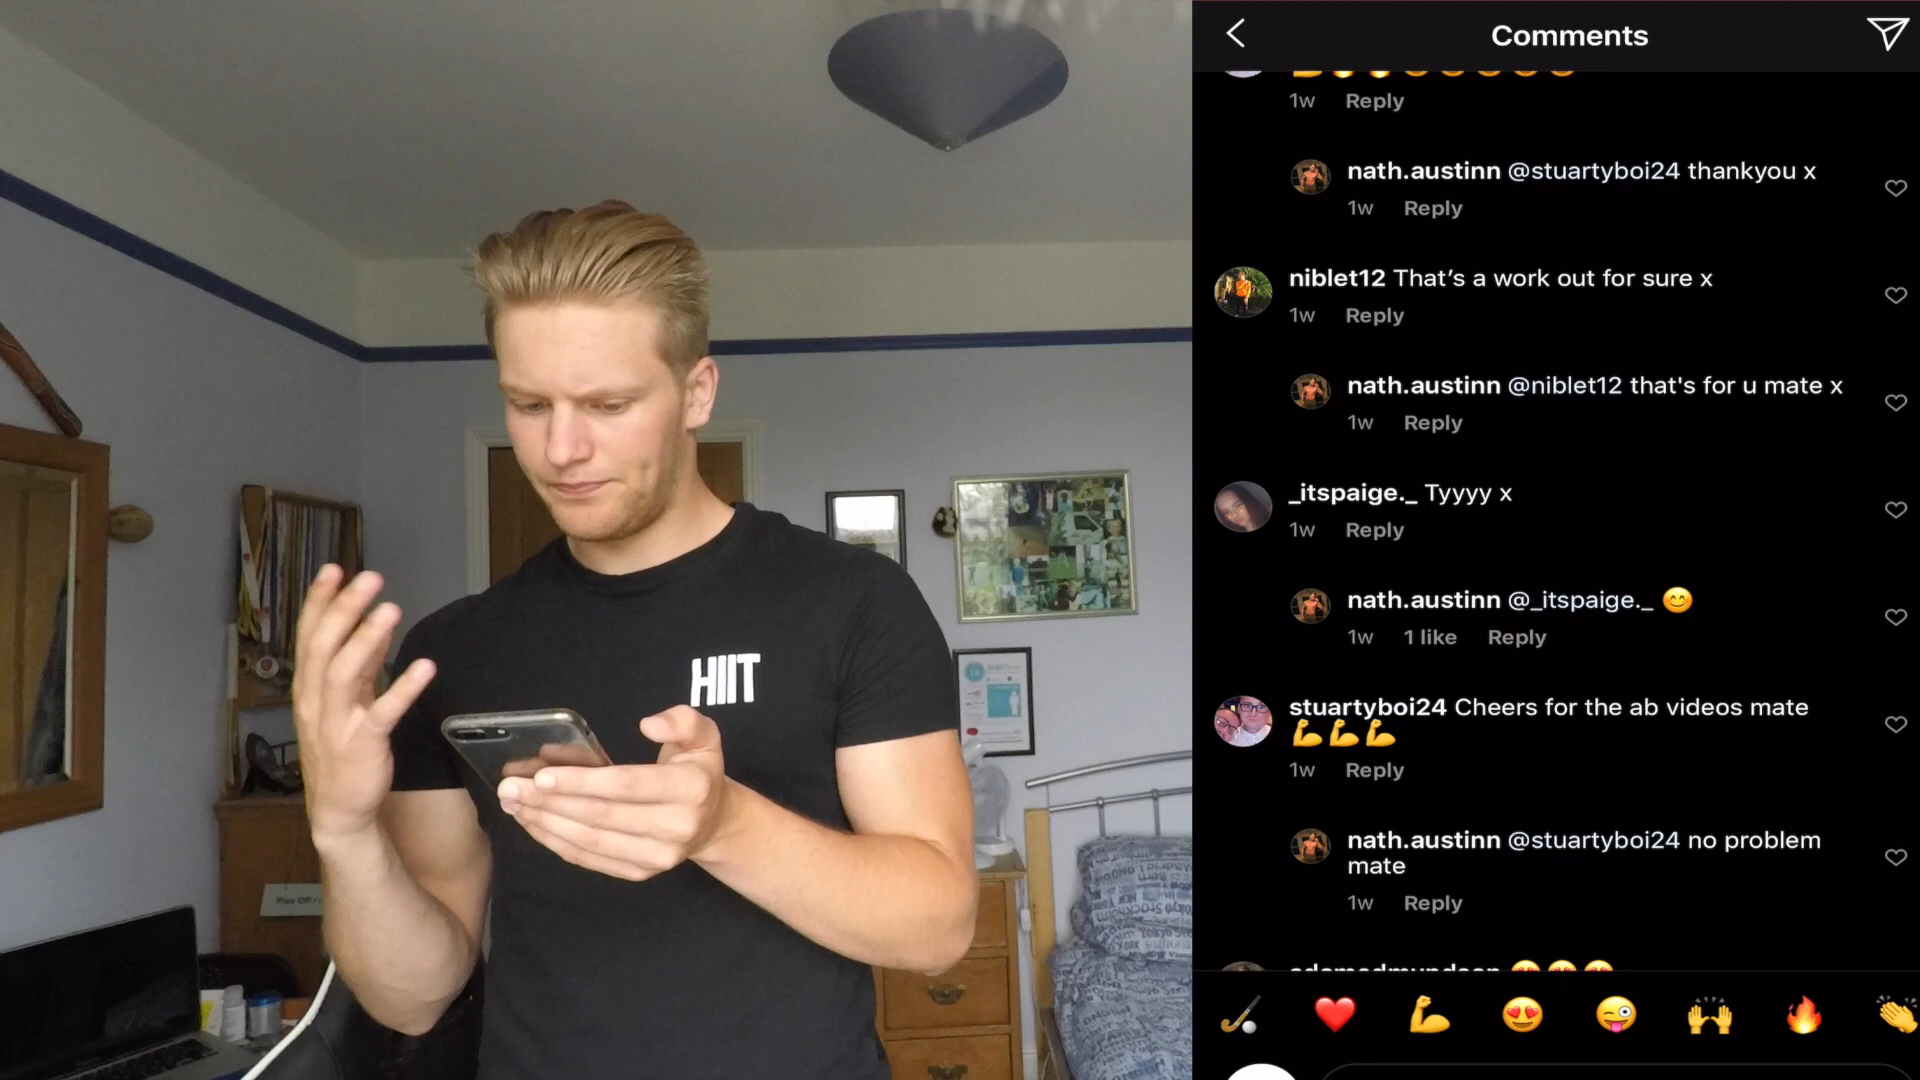 Comments
1w Reply
nath.austinn @stuartyboi24 thankyou x
1w Reply
niblet12 That’s a work out for sure x
1w Reply
nath.austinn @niblet12 that's for u mate x
1w Reply
_itspaige._ Tyyyy x
1w Reply
nath.austinn @_itspaige._ 😊
1w 1 like Reply
stuartyboi24 Cheers for the ab videos mate
💪💪💪
1w Reply
nath.austinn @stuartyboi24 no problem
mate
1w Reply
HIIT